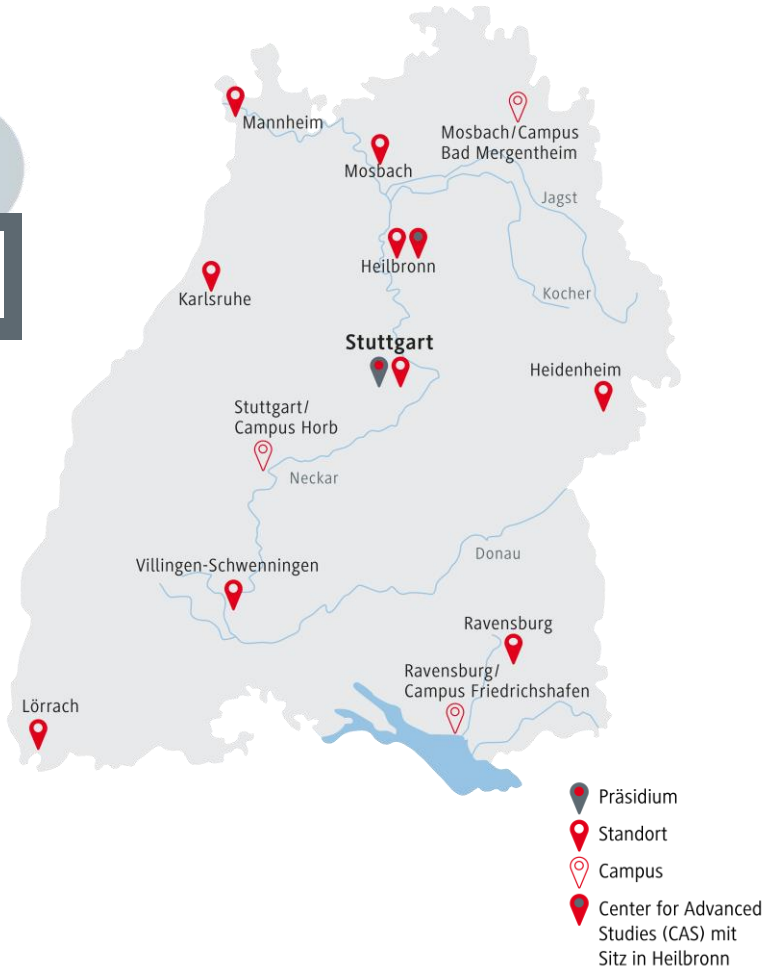 Mannheim
Mosbach/Campus
Bad Mergentheim
Mosbach
Jagst
Heilbronn
Kocher
Karlsruhe
Stuttgart
Heidenheim
Stuttgart/
Campus Horb
Neckar
Donau
Villingen-Schwenningen
Ravensburg
Ravensburg/
Campus Friedrichshafen
Lörrach
Präsidium
Standort
Campus
Center for Advanced
Studies (CAS) mit
Sitz in Heilbronn